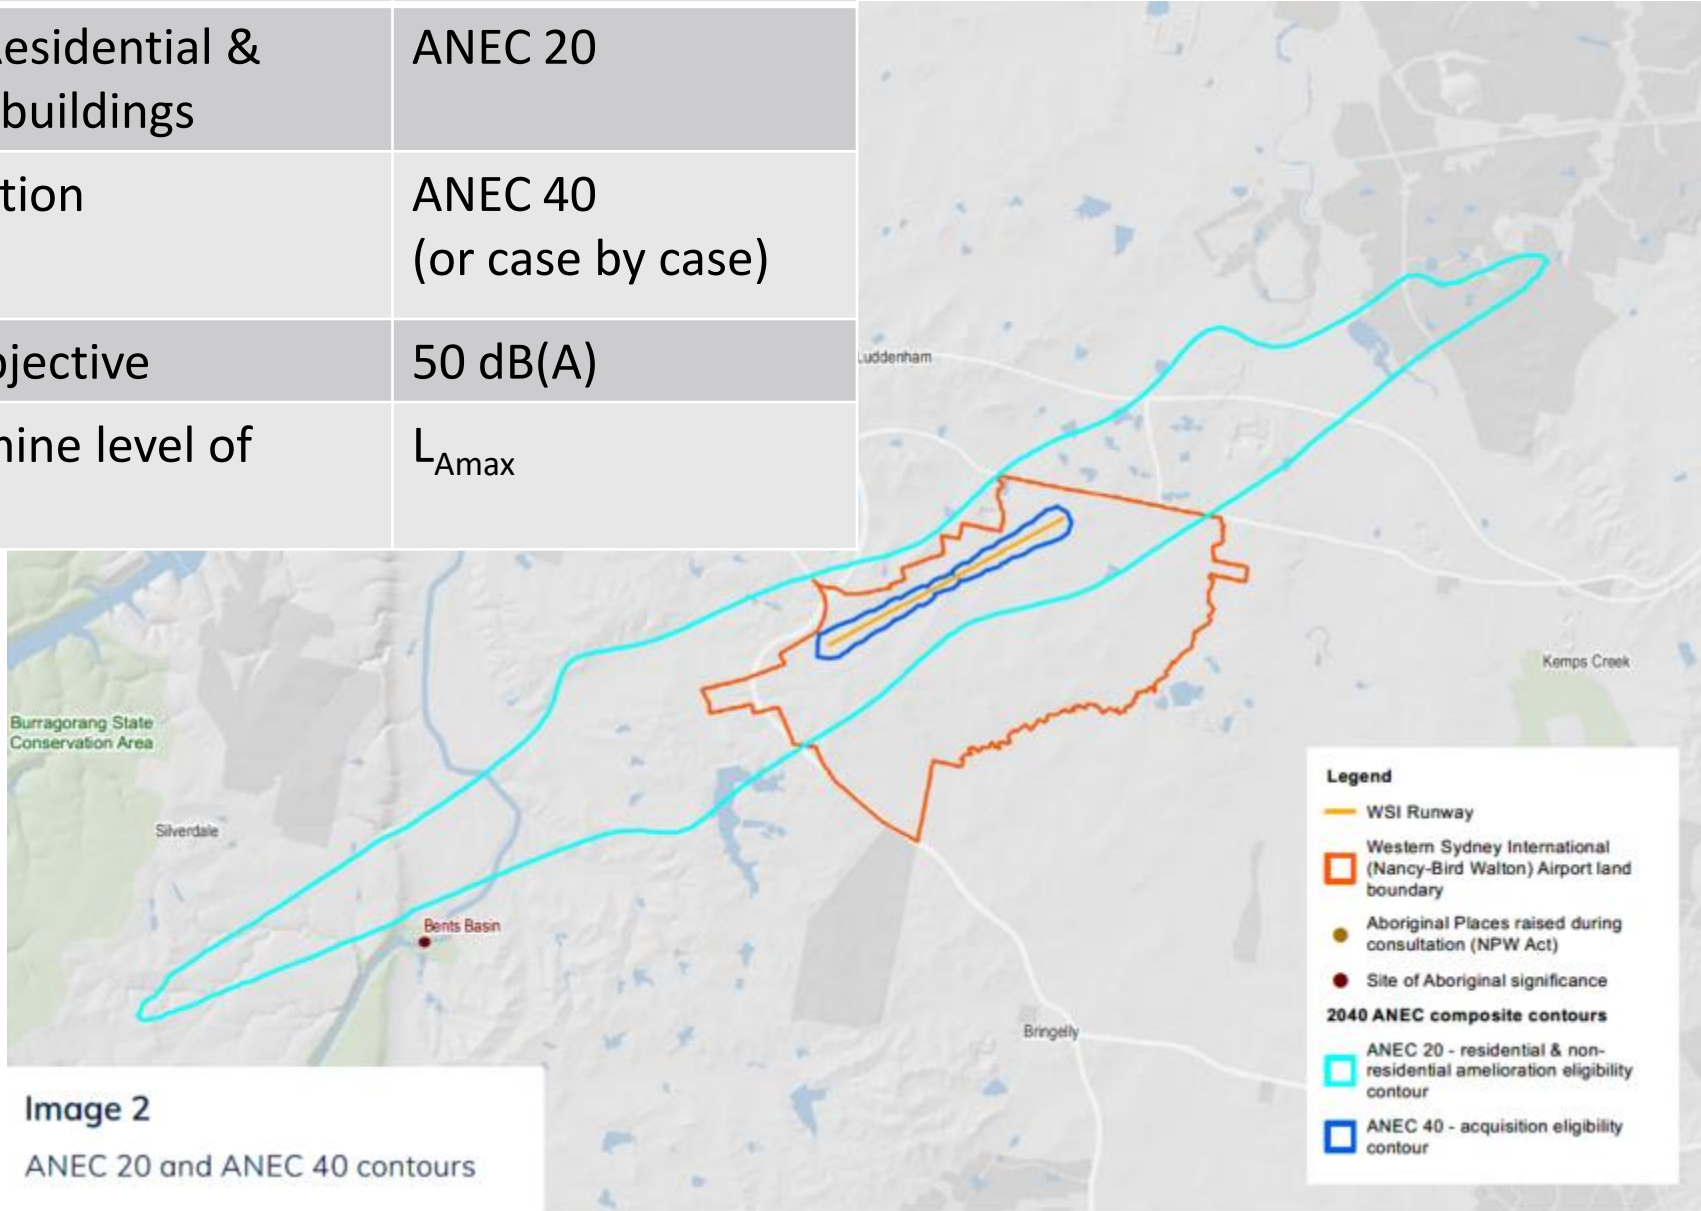 esidential &
buildings
ANEC 20
tion
ANEC 40
(or case by case)
jective
50 dB(A)
ine level of
LAmax
Luddenham
Kemps Creek
Burragorang State
Conservation Area
Silverdale
Bents Basin
Bringelly
Legend
WSI Runway
Western Sydney International
(Nancy-Bird Walton) Airport land
boundary
Aboriginal Places raised during
consultation (NPW Act)
Site of Aboriginal significance
2040 ANEC composite contours
ANEC 20 - residential & non-
residential amelioration eligibility
contour
ANEC 40 - acquisition eligibility
contour
Image 2
ANEC 20 and ANEC 40 contours